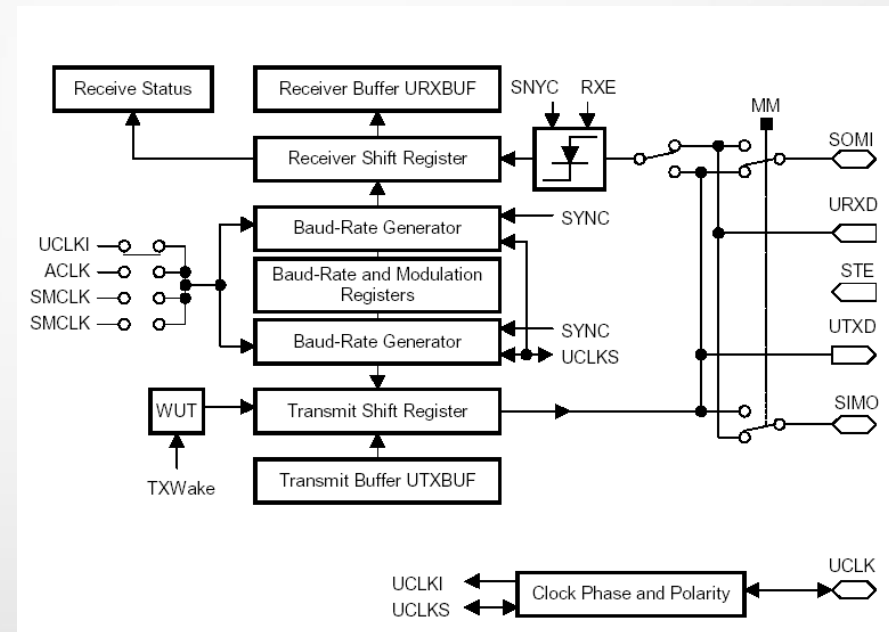 Receive Status
Receiver Buffer URXBUF
SNYC
RXE
MM
SOMI
Receiver Shift Register
URXD
Baud-Rate Generator
SYNC
UCLKI
ACLK
SMCLK
SMCLK
Baud-Rate and Modulation
Registers
STE
Baud-Rate Generator
SYNC
UCLKS
UTXD
WUT
Transmit Shift Register
SIMO
TXWake
Transmit Buffer UTXBUF
UCLKI
UCLKS
Clock Phase and Polarity
UCLK